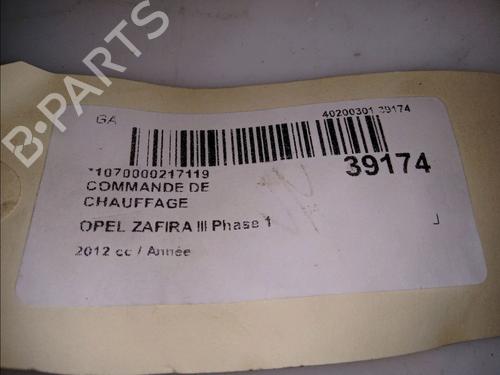 B-PARTS
GA
40200301 39174
*1070000217119
39174
COMMANDE DE
CHAUFFAGE
OPEL ZAFIRA III Phase 1
2012 cc / Année